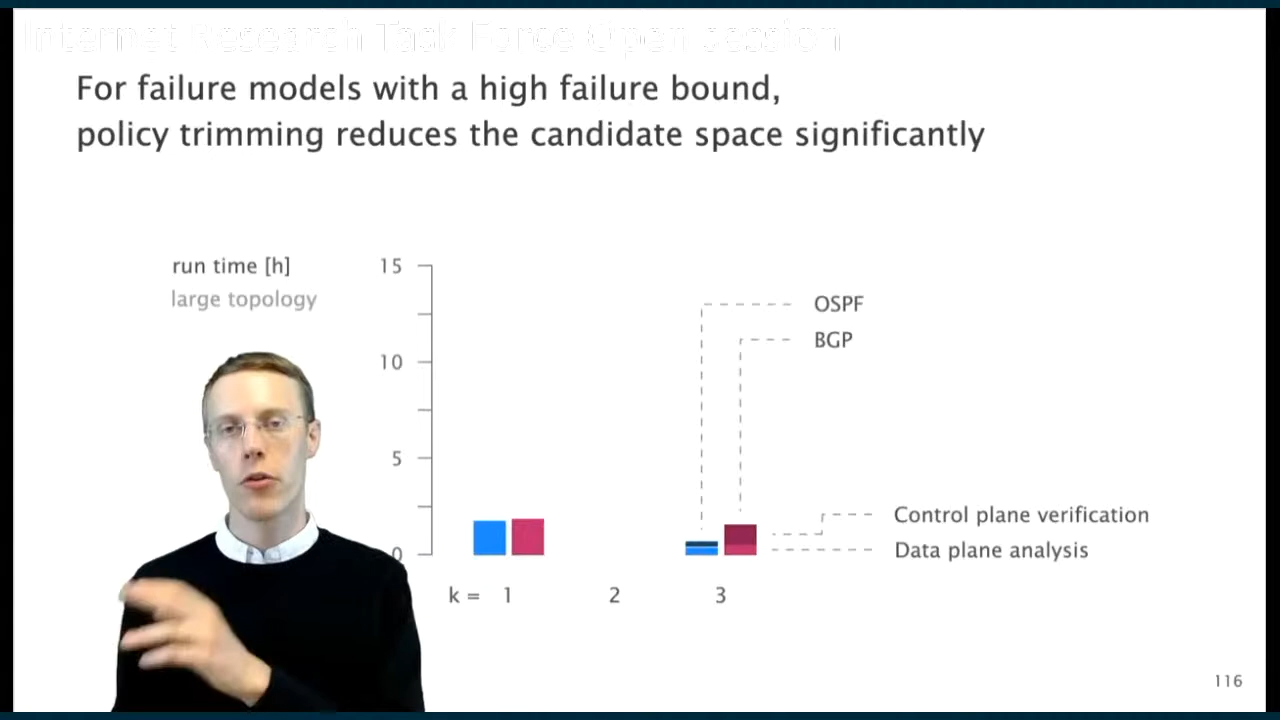 Internet Research Task Force Open session
For failure models with a high failure bound,
policy trimming reduces the candidate space significantly
run time [h]
large topology
15
10
5
0
OSPF
BGP
Control plane verification
Data plane analysis
k = 1 2 3
116